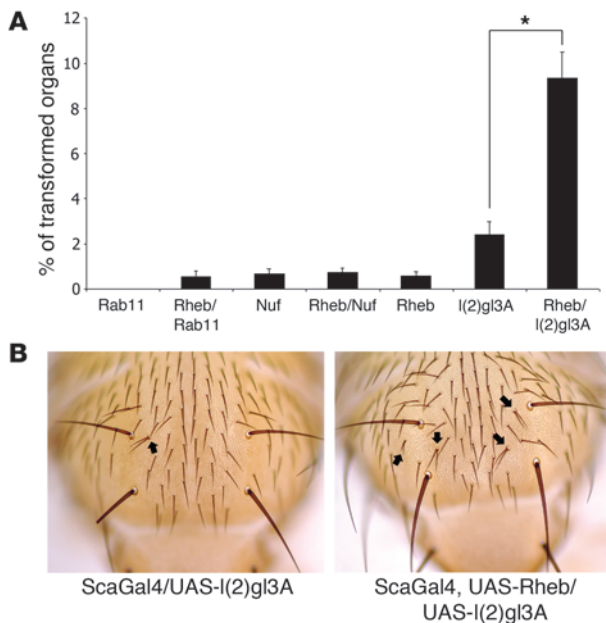 A
% of transformed organs
12
10
8
6
4
2
0
*
Rab11
Rheb/
Rab11
Nuf
Rheb/Nuf
Rheb
l(2)gl3A
Rheb/
l(2)gl3A
B
ScaGal4/UAS-l(2)gl3A
ScaGal4, UAS-Rheb/
UAS-l(2)gl3A